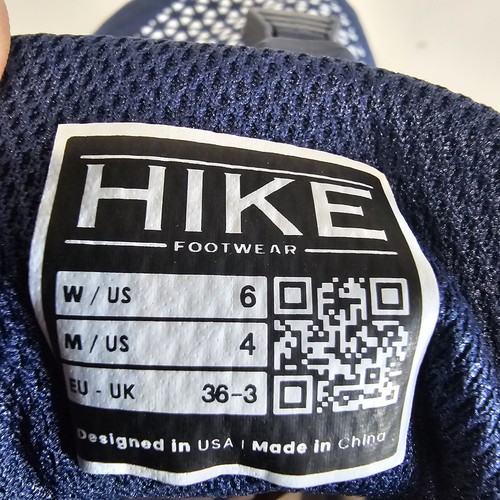 HIKE
FOOTWEAR
W / US 6
M / US 4
EU - UK 36-3
Designed in USA | Made in China